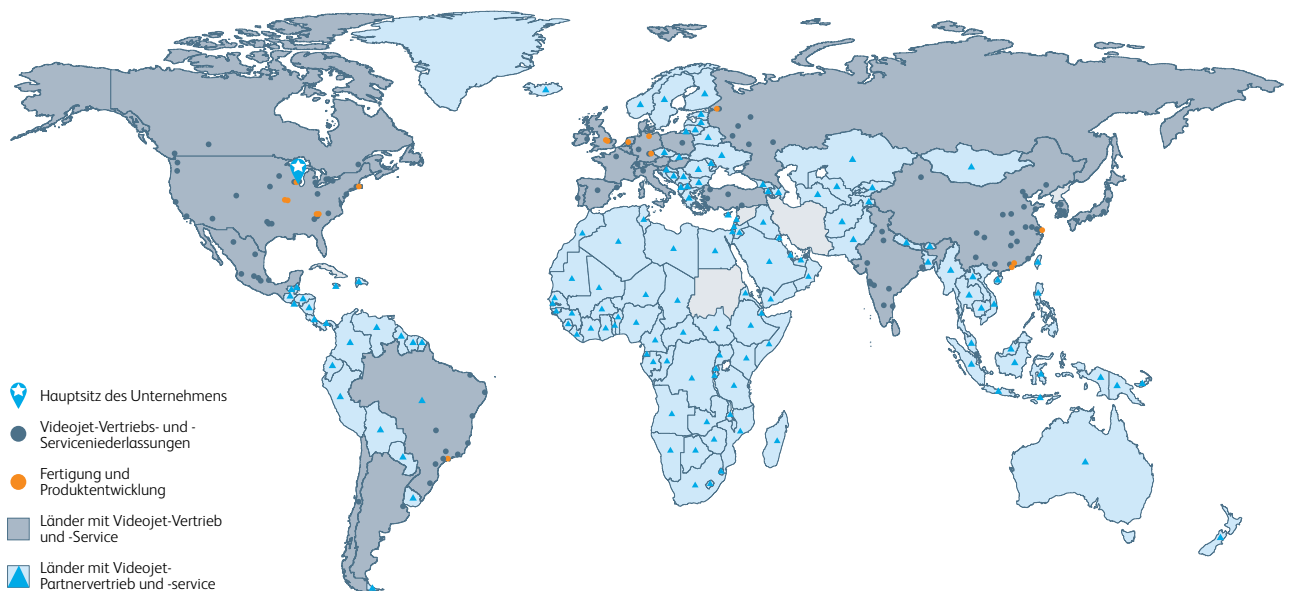 Hauptsitz des Unternehmens
Videojet-Vertriebs- und -
Serviceniederlassungen
Fertigung und
Produktentwicklung
Länder mit Videojet-Vertrieb
und -Service
Länder mit Videojet-
Partnervertrieb und -service